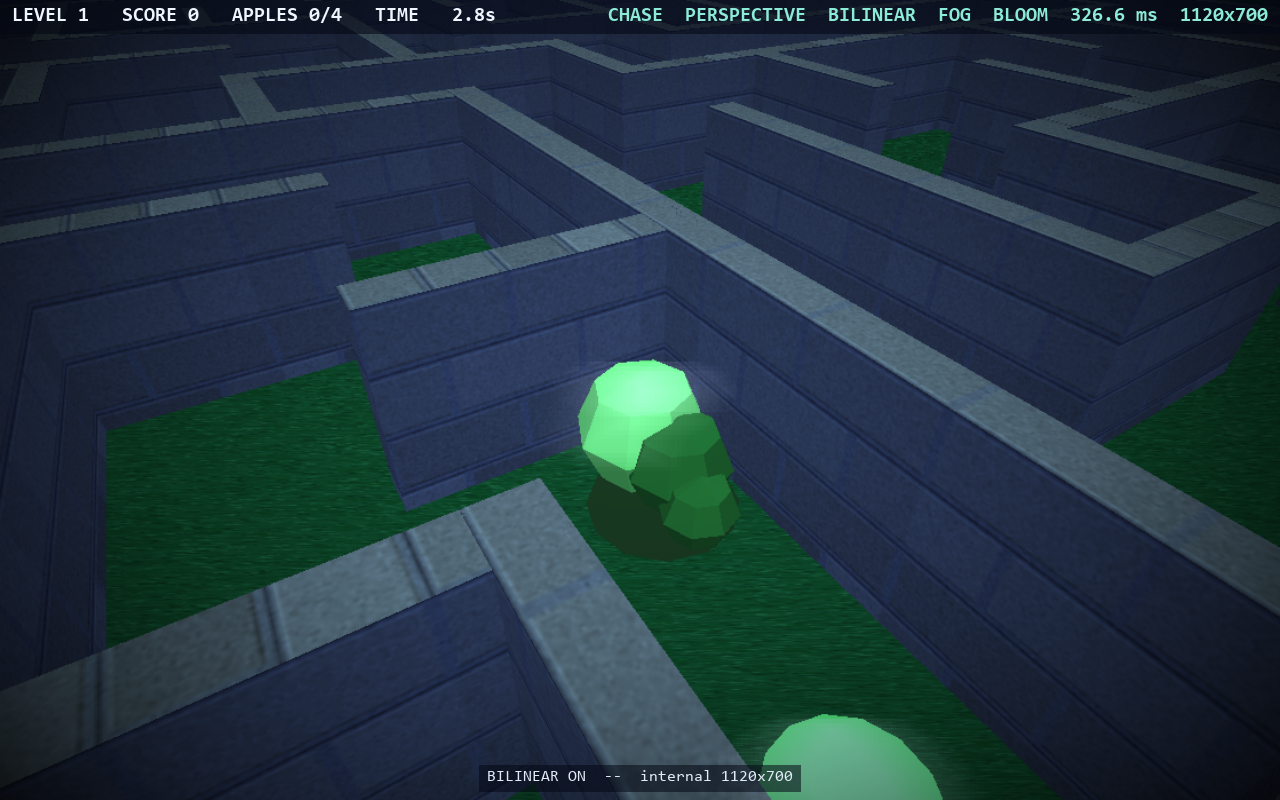 LEVEL 1 SCORE 0 APPLES 0/4 TIME 2.8s CHASE PERSPECTIVE BILINEAR FOG BLOOM 326.6 ms 1120x700
BILINEAR ON -- internal 1120x700